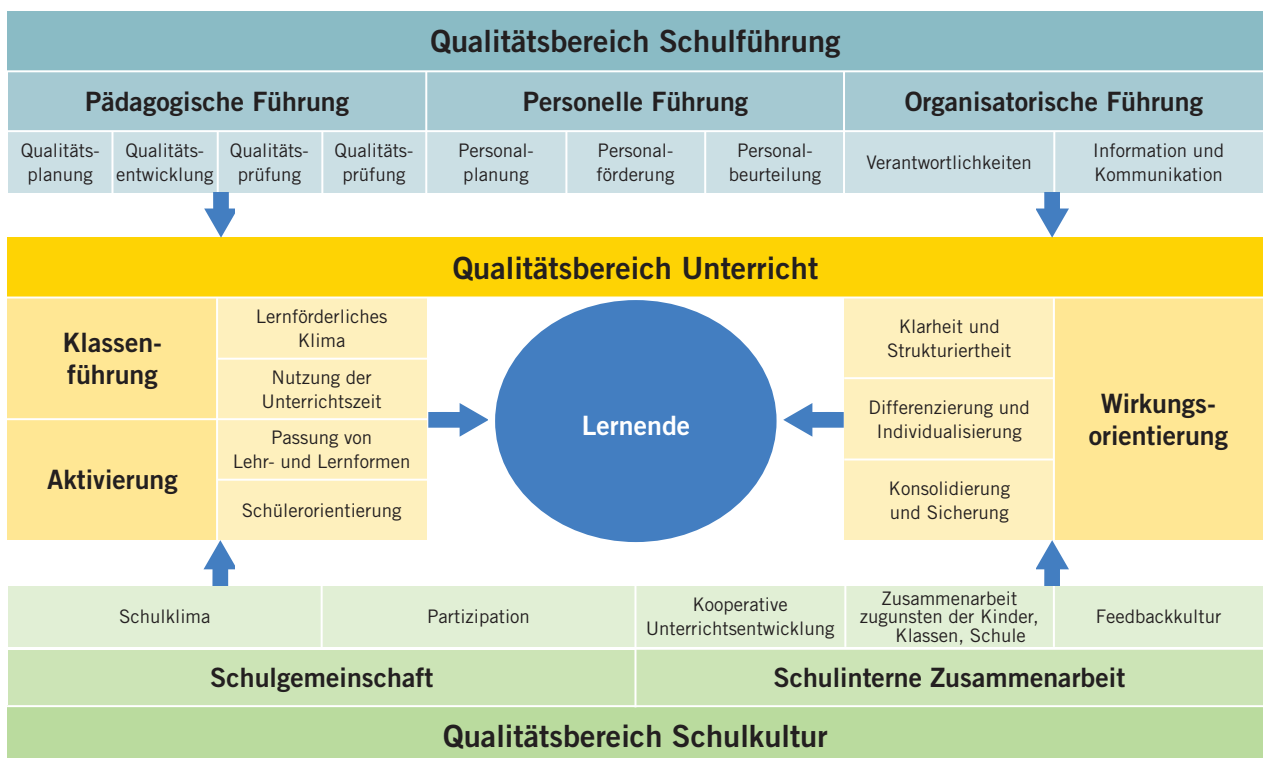 Qualitätsbereich Schulführung
Pädagogische Führung
Personelle Führung
Organisatorische Führung
Qualitäts-
planung
Qualitäts-
entwicklung
Qualitäts-
prüfung
Qualitäts-
prüfung
Personal-
planung
Personal-
förderung
Personal-
beurteilung
Verantwortlichkeiten
Information und
Kommunikation
Qualitätsbereich Unterricht
Klassen-
führung
Lernförderliches
Klima
Nutzung der
Unterrichtszeit
Aktivierung
Passung von
Lehr- und Lernformen
Schülerorientierung
Lernende
Klarheit und
Strukturiertheit
Differenzierung und
Individualisierung
Konsolidierung
und Sicherung
Wirkungs-
orientierung
Schulklima
Partizipation
Kooperative
Unterrichtsentwicklung
Zusammenarbeit
zugunsten der Kinder,
Klassen, Schule
Feedbackkultur
Schulgemeinschaft
Schulinterne Zusammenarbeit
Qualitätsbereich Schulkultur